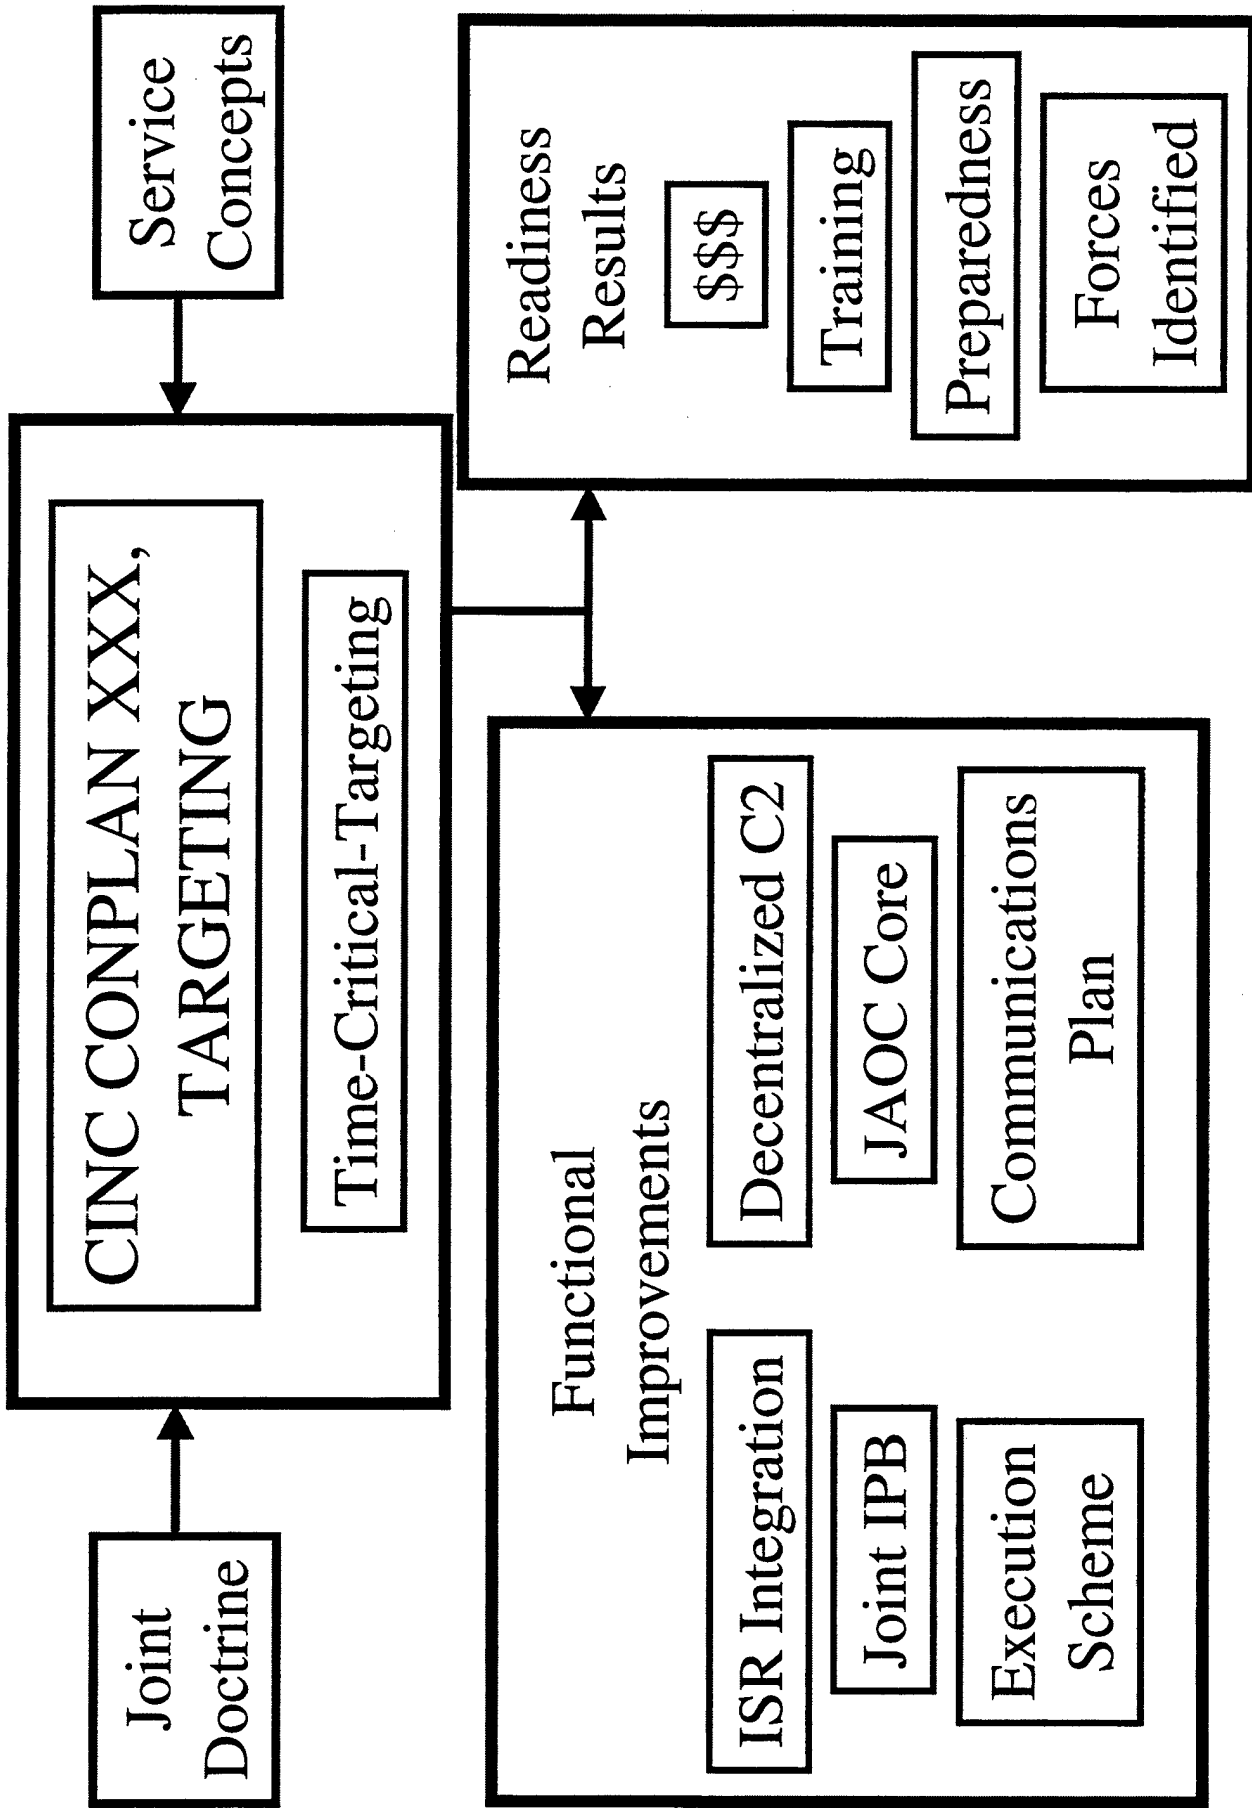 Joint
Doctrine
CINC CONPLAN XXX,
TARGETING
Time-Critical-Targeting
Service
Concepts
Functional
Improvements
ISR Integration
Decentralized C2
Joint IPB
JAOC Core
Execution
Scheme
Communications
Plan
Readiness
Results
$$$
Training
Preparedness
Forces
Identified